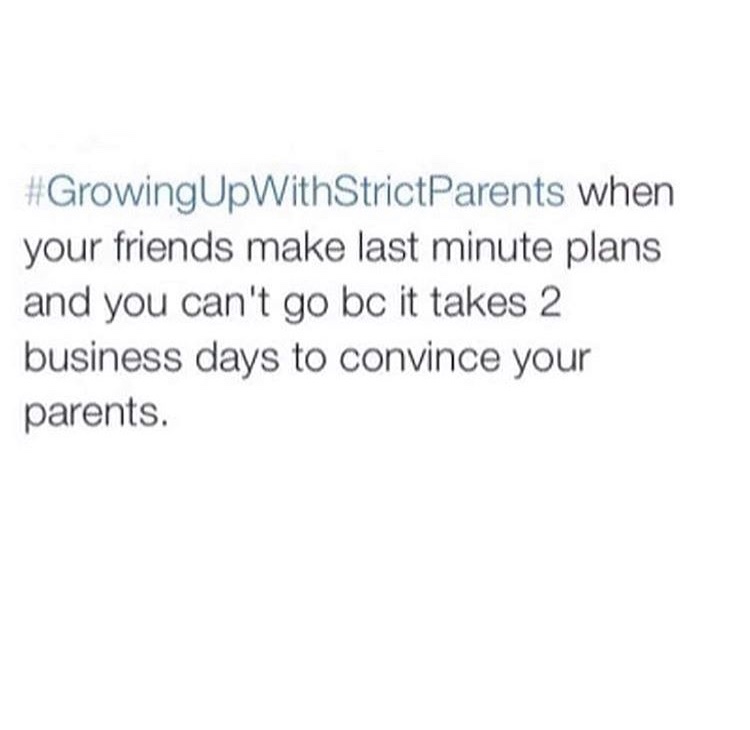 #GrowingUpWithStrictParents when
your friends make last minute plans
and you can't go bc it takes 2
business days to convince your
parents.